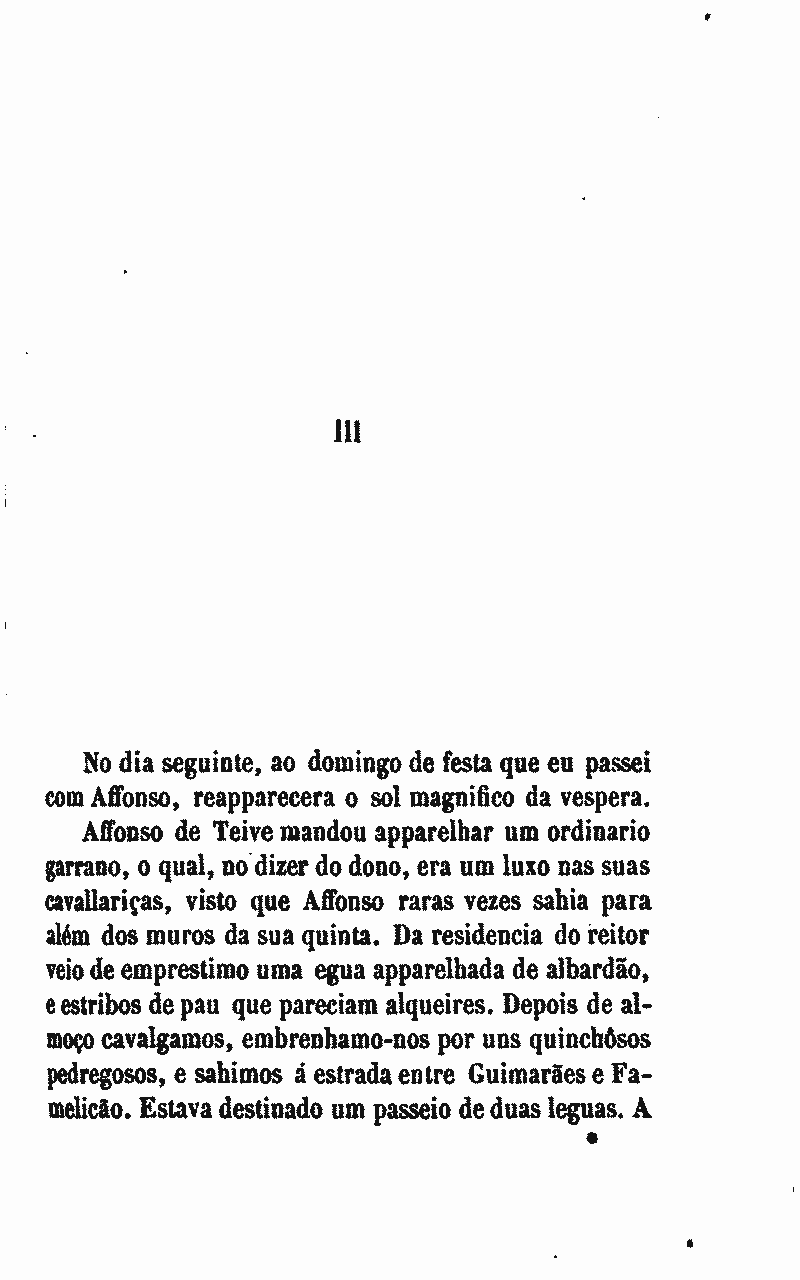 III
No dia seguinte, ao domingo de festa que eu passei
com Affonso, reapparecera o sol magnifico da vespera.
Affonso de Teive mandou apparelhar um ordinario
garrano, o qual, no dizer do dono, era um luxo nas suas
cavallariças, visto que Affonso raras vezes sahia para
além dos muros da sua quinta. Da residencia do reitor
veio de emprestimo uma egua apparelhada de albardão,
e estribos de pau que pareciam alqueires. Depois de al-
moço cavalgamos, embrenhamo-nos por uns quinchôsos
pedregosos, e sahimos á estrada entre Guimarães e Fa-
melicão. Estava destinado um passeio de duas leguas. A